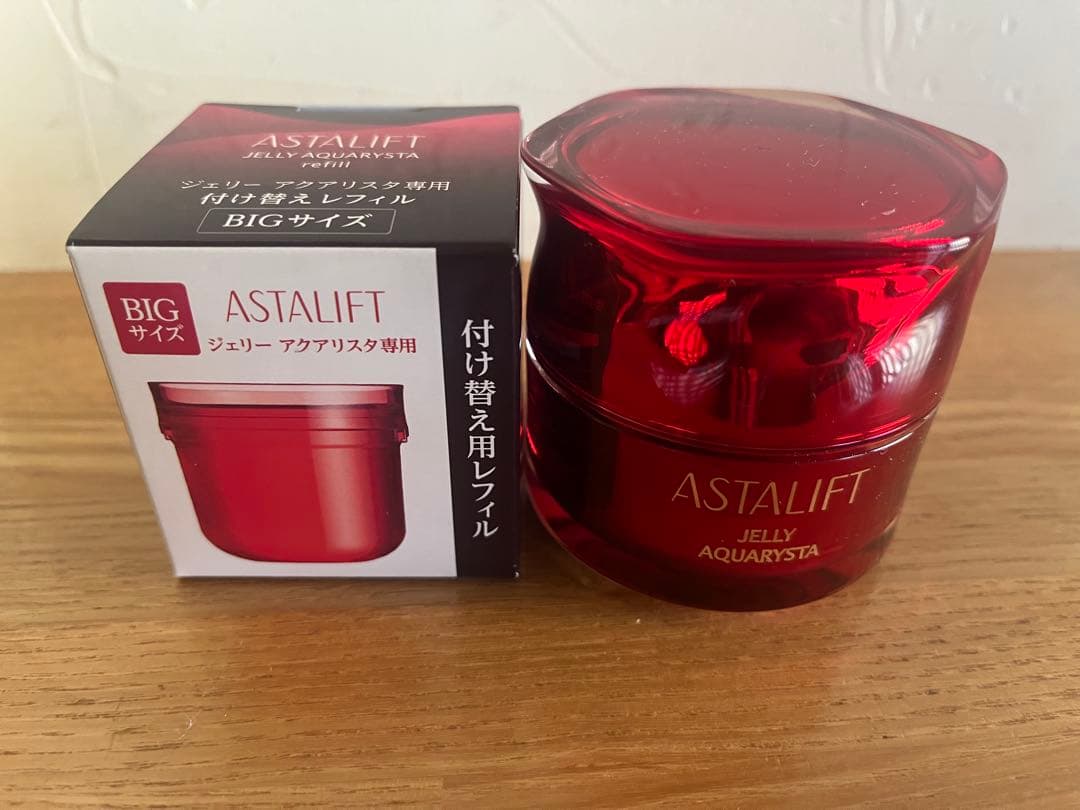 ASTALIFT
JELLY AQUARYSTA
refill
ジェリー アクアリスタ専用
付け替えレフィル
BIGサイズ
BIG
サイズ
ASTALIFT
ジェリー アクアリスタ専用
付け替え用レフィル
ASTALIFT
JELLY
AQUARYSTA